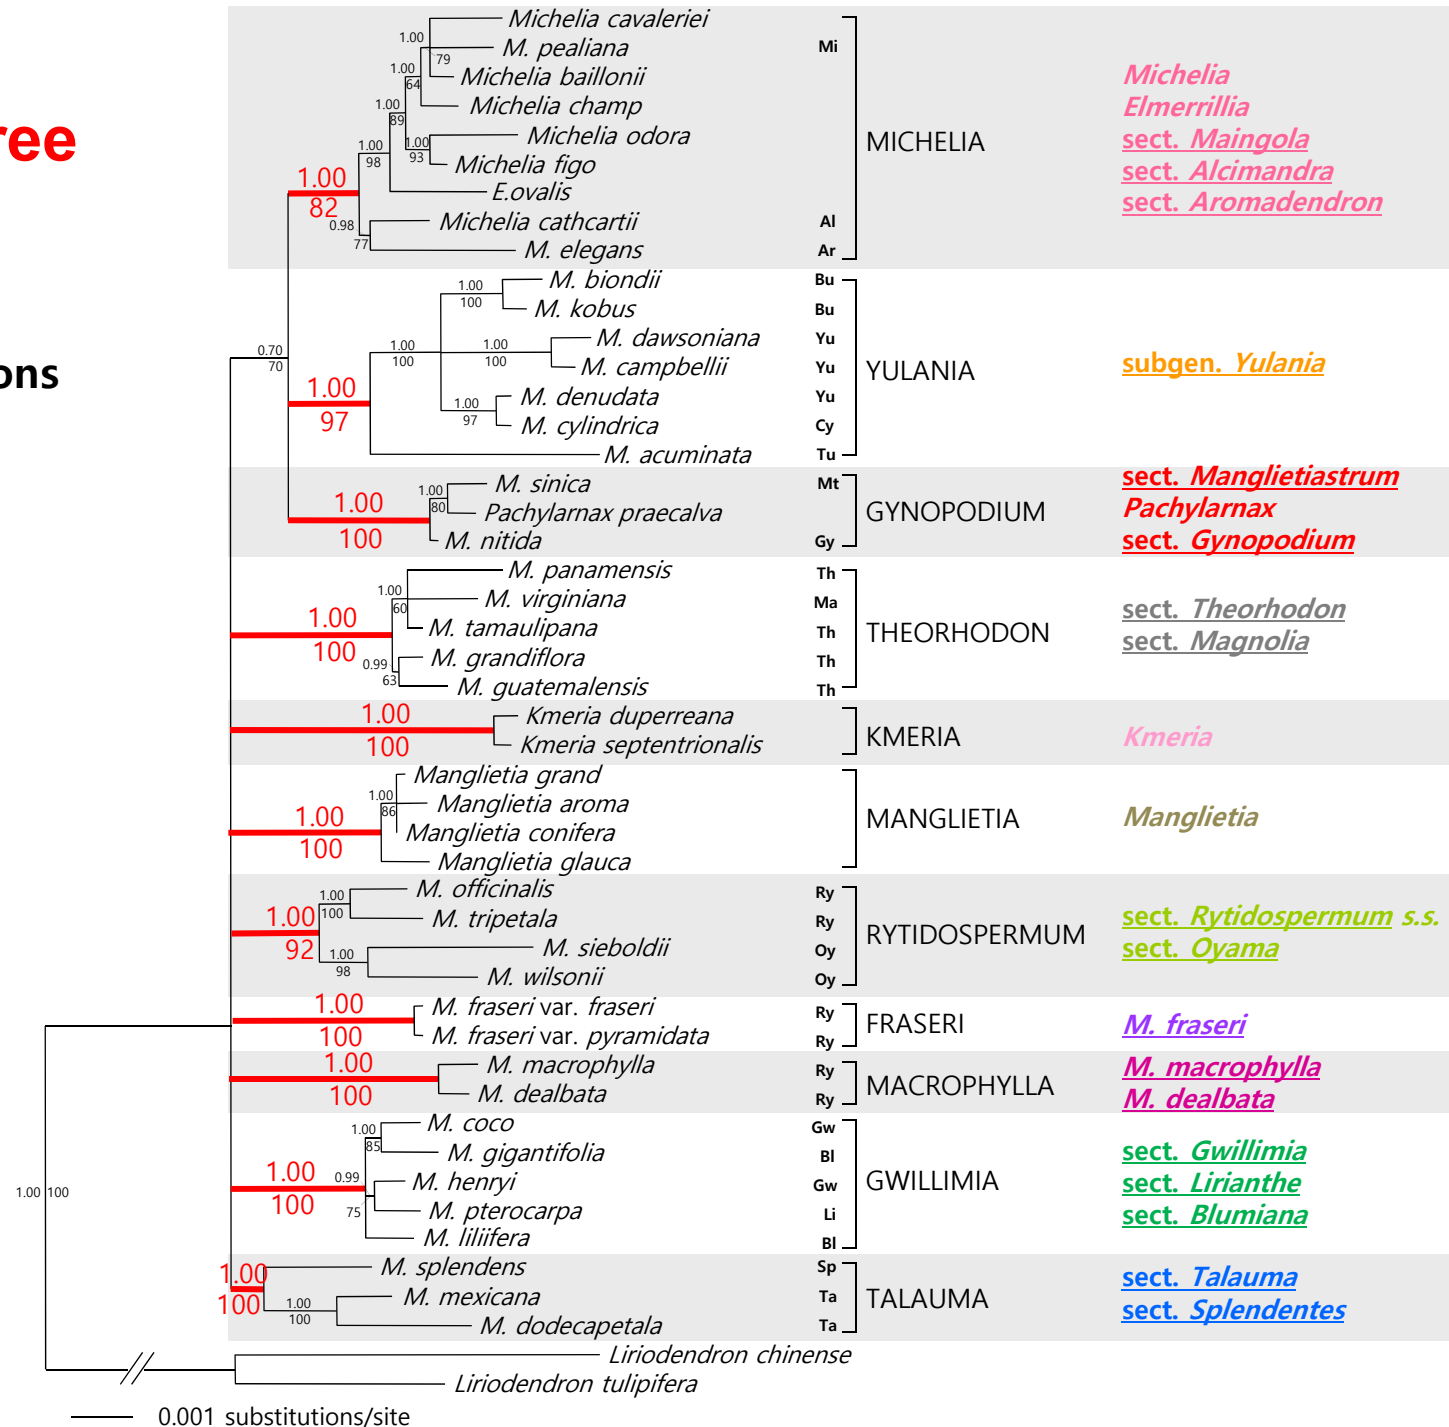 ree
ons
Michelia cavaleriei
1.00
M. pealiana
Mi
79
1.00
Michelia baillonii
Michelia
64
1.00
Michelia champ
Elmerrillia
89
1.00
Michelia odora
MICHELIA
sect. Maingola
98
1.00
93
Michelia figo
sect. Alcimandra
1.00
82
E.ovalis
sect. Aromadendron
0.98
Michelia cathcartii
Al
77
M. elegans
Ar
M. biondii
Bu
1.00
100
M. kobus
Bu
M. dawsoniana
Yu
0.70
70
1.00
100
1.00
100
M. campbellii
Yu
YULANIA
subgen. Yulania
1.00
97
M. denudata
Yu
1.00
97
M. cylindrica
Cy
M. acuminata
Tu
M. sinica
Mt
sect. Manglietiastrum
1.00
80
1.00
100
Pachylarnax praecalva
GYNOPODIUM
Pachylarnax
M. nitida
Gy
sect. Gynopodium
M. panamensis
Th
1.00
60
M. virginiana
Ma
sect. Theorhodon
1.00
100
M. tamaulipana
Th
THEORHODON
sect. Magnolia
0.99
63
M. grandiflora
Th
M. guatemalensis
Th
1.00
100
Kmeria duperreana
KMERIA
Kmeria
Kmeria septentrionalis
Manglietia grand
1.00
86
Manglietia aroma
MANGLIETIA
Manglietia
1.00
100
Manglietia conifera
Manglietia glauca
M. officinalis
Ry
1.00
100
M. tripetala
Ry
RYTIDOSPERMUM
sect. Rytidospermum s.s.
1.00
92
M. sieboldii
Oy
sect. Oyama
1.00
98
M. wilsonii
Oy
1.00
100
M. fraseri var. fraseri
Ry
FRASERI
M. fraseri
M. fraseri var. pyramidata
Ry
1.00
100
M. macrophylla
Ry
MACROPHYLLA
M. macrophylla
M. dealbata
Ry
M. dealbata
M. coco
Gw
1.00
85
M. gigantifolia
Bl
sect. Gwillimia
1.00
100
0.99
75
M. henryi
Gw
GWILLIMIA
sect. Lirianthe
1.00 100
M. pterocarpa
Li
sect. Blumiana
M. liliifera
Bl
1.00
100
M. splendens
Sp
sect. Talauma
1.00
100
M. mexicana
Ta
TALAUMA
sect. Splendentes
M. dodecapetala
Ta
Liriodendron chinense
Liriodendron tulipifera
0.001 substitutions/site